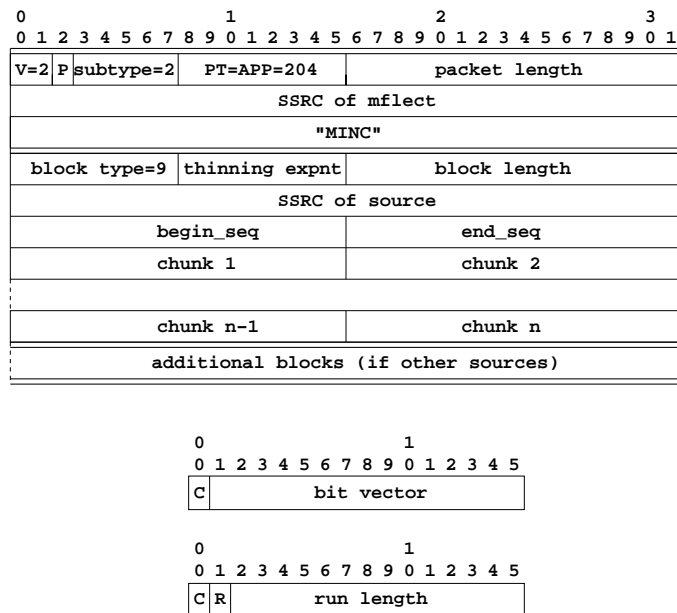 0 1 2 3
0 1 2 3 4 5 6 7 8 9 0 1 2 3 4 5 6 7 8 9 0 1 2 3 4 5 6 7 8 9 0 1
V=2 P subtype=2 PT=APP=204 packet length
SSRC of mflect
"MINC"
block type=9 thinning expnt block length
SSRC of source
begin_seq end_seq
chunk 1 chunk 2
chunk n-1 chunk n
additional blocks (if other sources)
0 1
0 1 2 3 4 5 6 7 8 9 0 1 2 3 4 5
C bit vector
0 1
0 1 2 3 4 5 6 7 8 9 0 1 2 3 4 5
C R run length